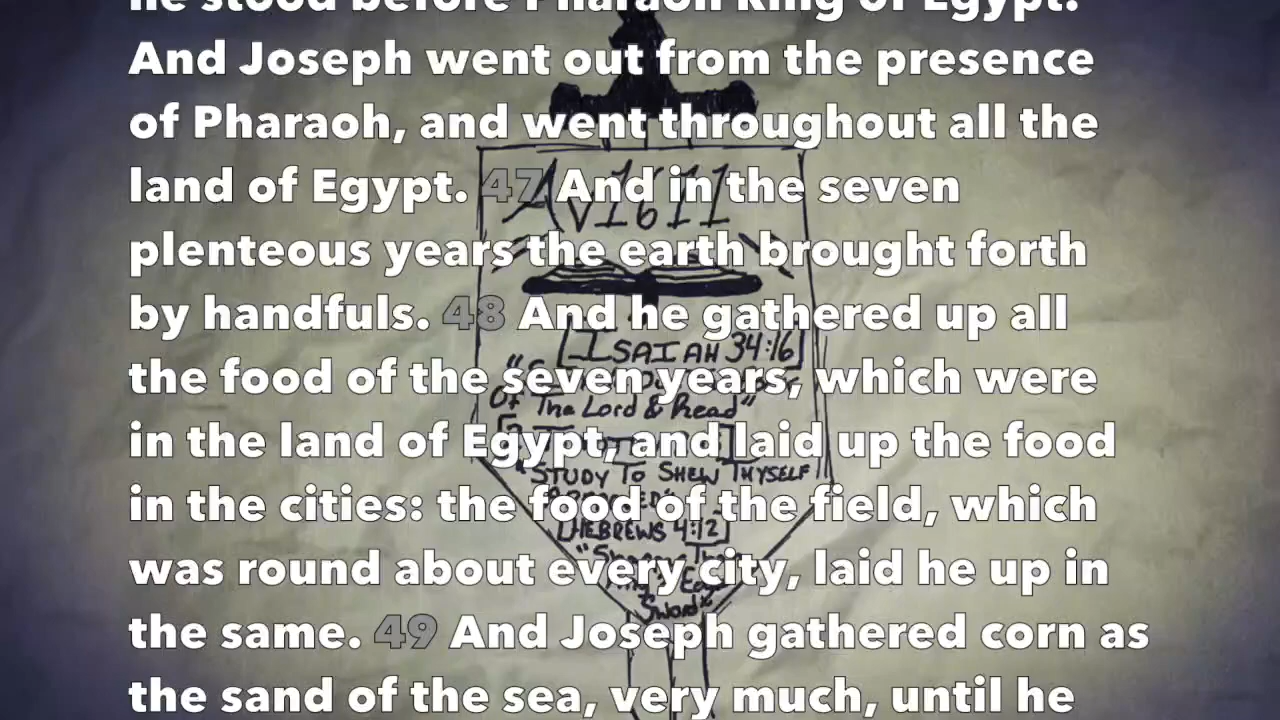 he stood before Pharaoh king of Egypt.
And Joseph went out from the presence
of Pharaoh, and went throughout all the
land of Egypt. 47 And in the seven
plenteous years the earth brought forth
by handfuls. 48 And he gathered up all
the food of the seven years, which were
in the land of Egypt, and laid up the food
in the cities: the food of the field, which
was round about every city, laid he up in
the same. 49 And Joseph gathered corn as
the sand of the sea, very much, until he
AV1611
[ISAIAH 34:16]
Of The Lord & Read"
"STUDY TO SHEW THYSELF
[HEBREWS 4:12]
Sword"